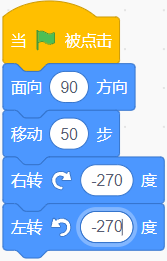 当 被点击
面向 90 方向
移动 50 步
右转 -270 度
左转 -270 度